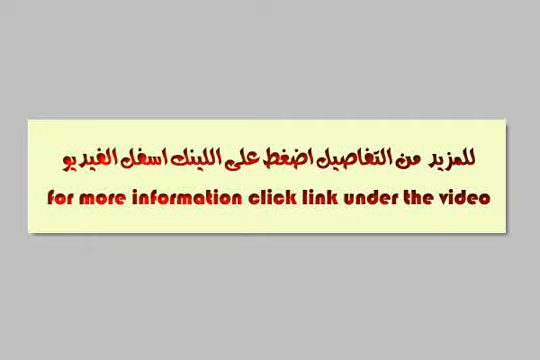 للمزيد من التفاصيل اضغط على اللينك اسفل الفيديو
for more information click link under the video